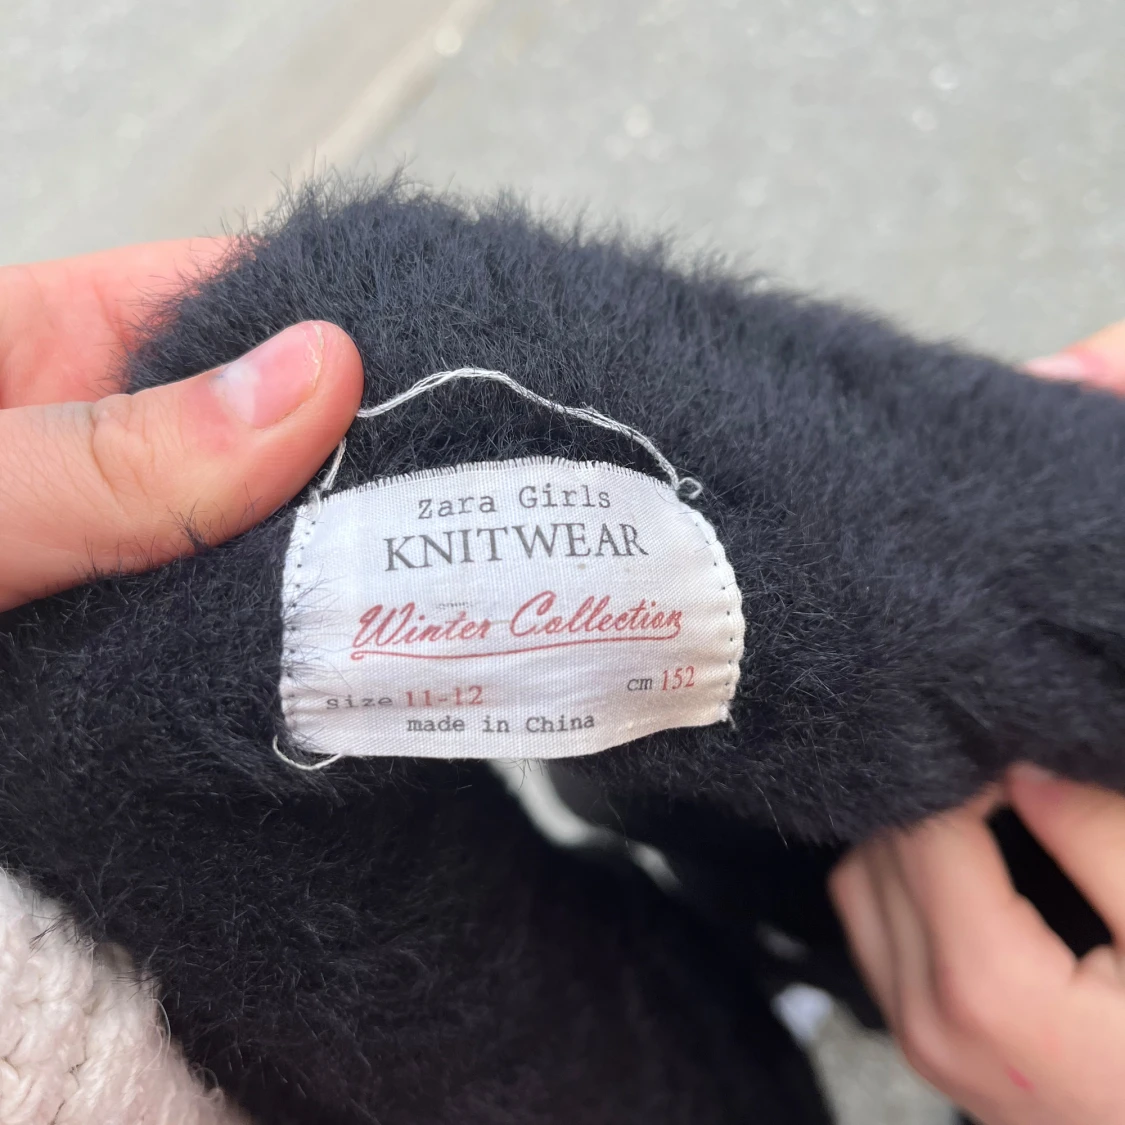 Zara Girls
KNITWEAR
Winter Collection
size 11-12 cm 152
made in China